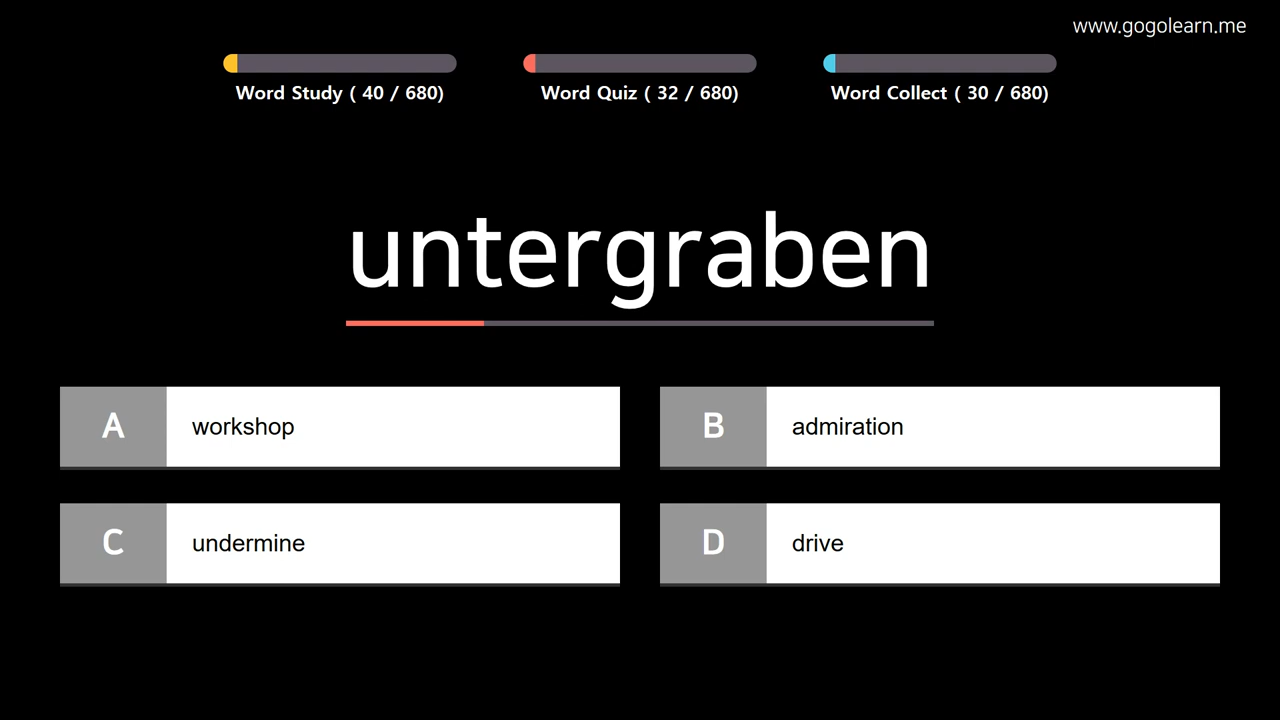 www.gogolearn.me
Word Study ( 40 / 680)
Word Quiz ( 32 / 680)
Word Collect ( 30 / 680)
untergraben
A workshop
B admiration
C undermine
D drive